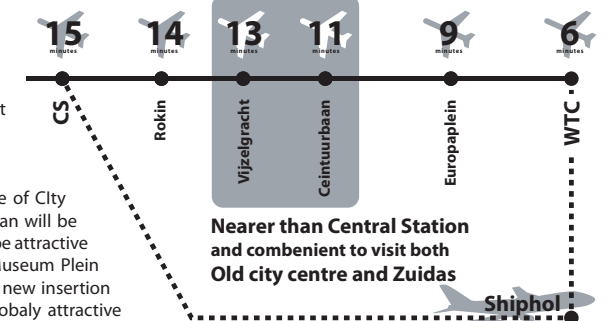 15 14 13 11 9 6
minutes minutes minutes minutes minutes minutes
CS Rokin Vijzelgracht Ceintuurbaan Europaplein WTC
t
e of CIty
an will be
be attractive
Museum Plein
new insertion
obaly attractive
Nearer than Central Station
and combenient to visit both
Old city centre and Zuidas
Shiphol